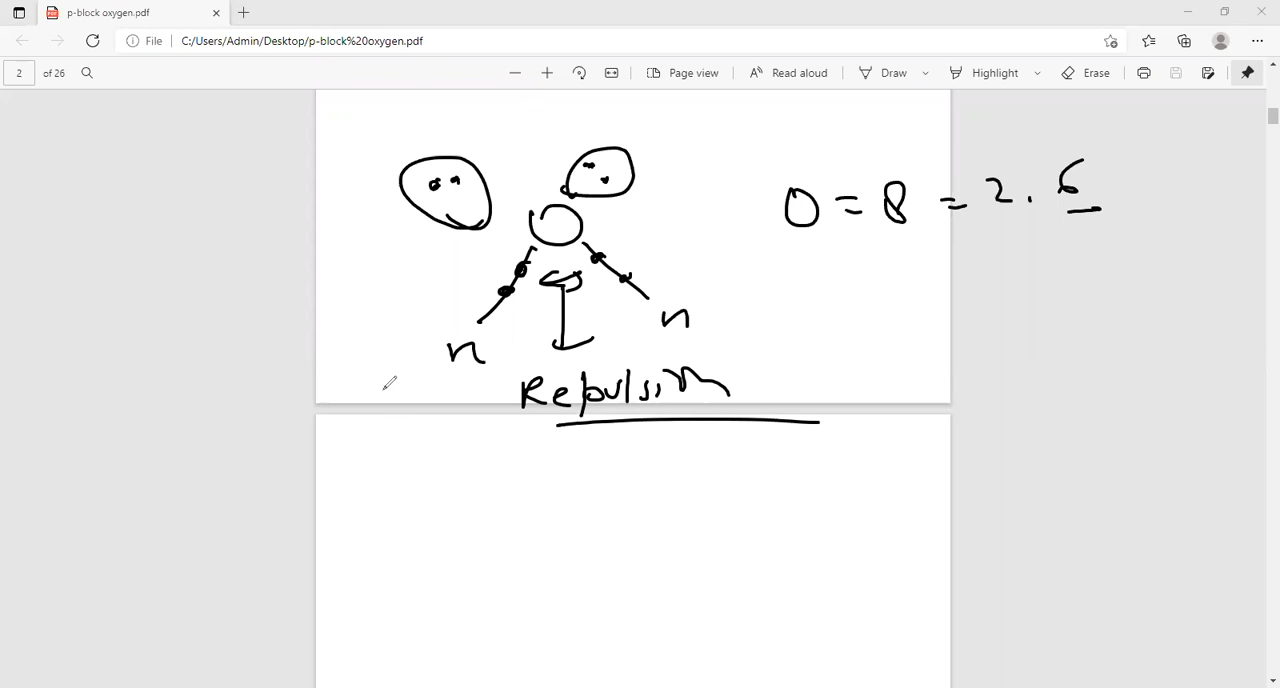 p-block oxygen.pdf
File C:/Users/Admin/Desktop/p-block%20oxygen.pdf
2 of 26 Page view Read aloud Draw Highlight Erase
O = 8 = 2. 6
n
n
Repulsion